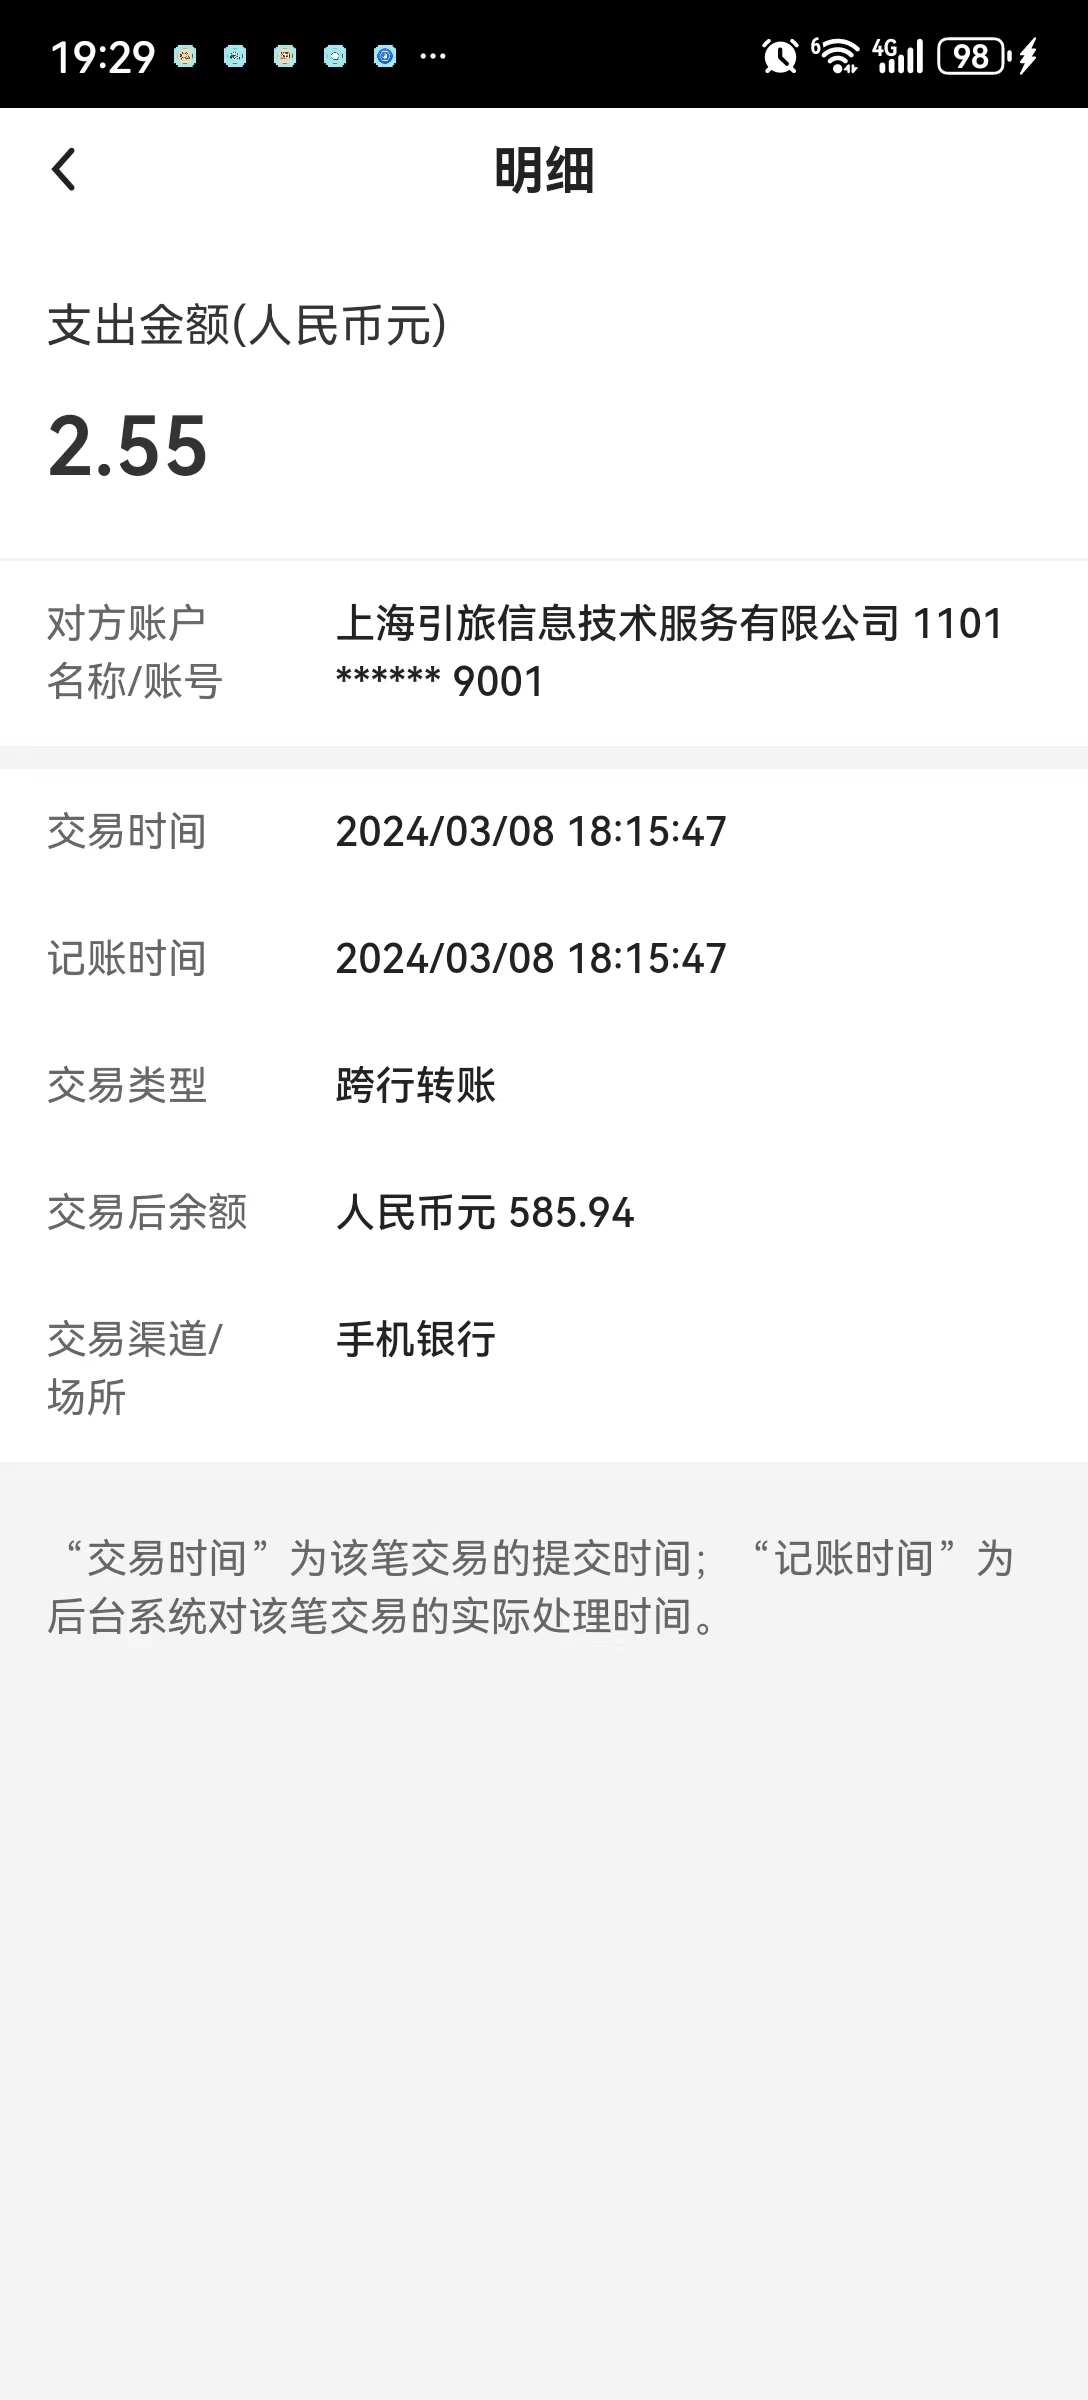 19:29 ··· 6 4G 98
明细
支出金额(人民币元)
2.55
对方账户 上海引旅信息技术服务有限公司 1101
名称/账号 ****** 9001
交易时间 2024/03/08 18:15:47
记账时间 2024/03/08 18:15:47
交易类型 跨行转账
交易后余额 人民币元 585.94
交易渠道/ 手机银行
场所
“交易时间”为该笔交易的提交时间；“记账时间”为
后台系统对该笔交易的实际处理时间。